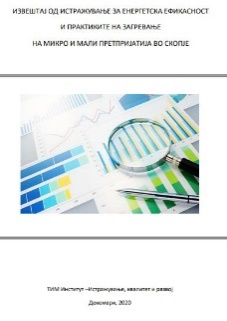 ИЗВЕШТАЈ ОД ИСТРАЖУВАЊЕ ЗА ЕНЕРГЕТСКА ЕФИКАСНОСТ
И ПРАКТИКИТЕ НА ЗАГРЕВАЊЕ
НА МИКРО И МАЛИ ПРЕТПРИЈАТИЈА ВО СКОПЈЕ
ТИМ Институт –Истражување, квалитет и развој
Декември, 2020